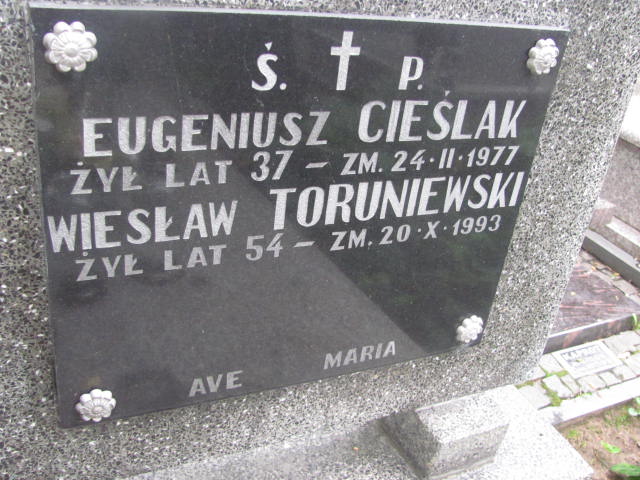 Ś. P.
EUGENIUSZ CIEŚLAK
ŻYŁ LAT 37 - ZM. 24·II·1977
WIESŁAW TORUNIEWSKI
ŻYŁ LAT 54 - ZM. 20·X·1993
AVE MARIA